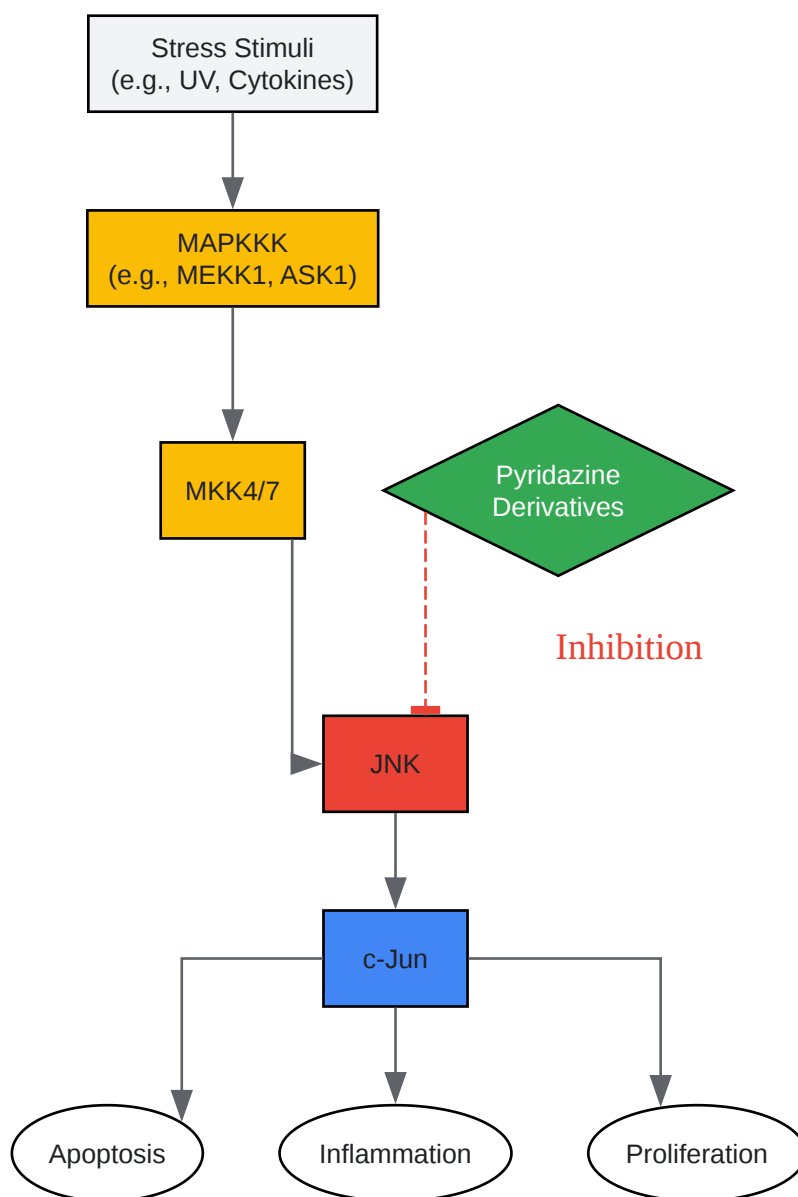 Stress Stimuli
(e.g., UV, Cytokines)
MAPKKK
(e.g., MEKK1, ASK1)
MKK4/7
Pyridazine
Derivatives
Inhibition
JNK
c-Jun
Apoptosis
Inflammation
Proliferation